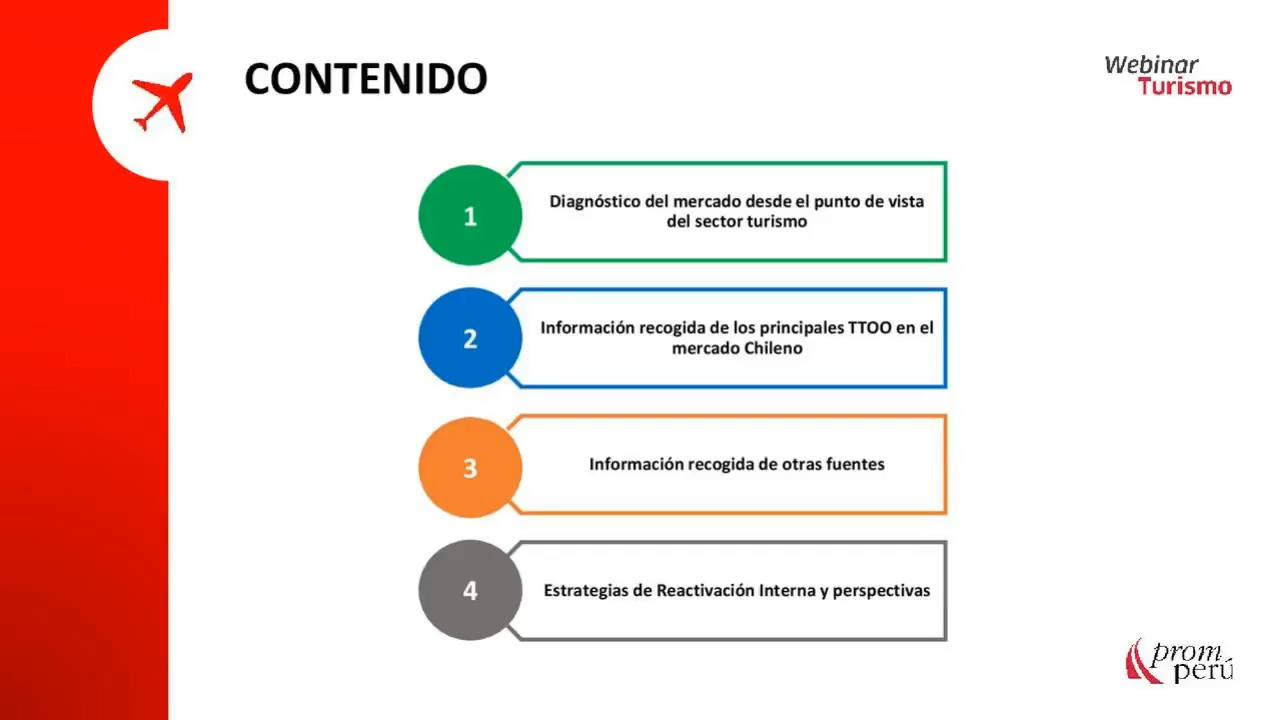 CONTENIDO
Webinar
Turismo
1
Diagnóstico del mercado desde el punto de vista
del sector turismo
2
Información recogida de los principales TTOO en el
mercado Chileno
3
Información recogida de otras fuentes
4
Estrategias de Reactivación Interna y perspectivas
prom
perú